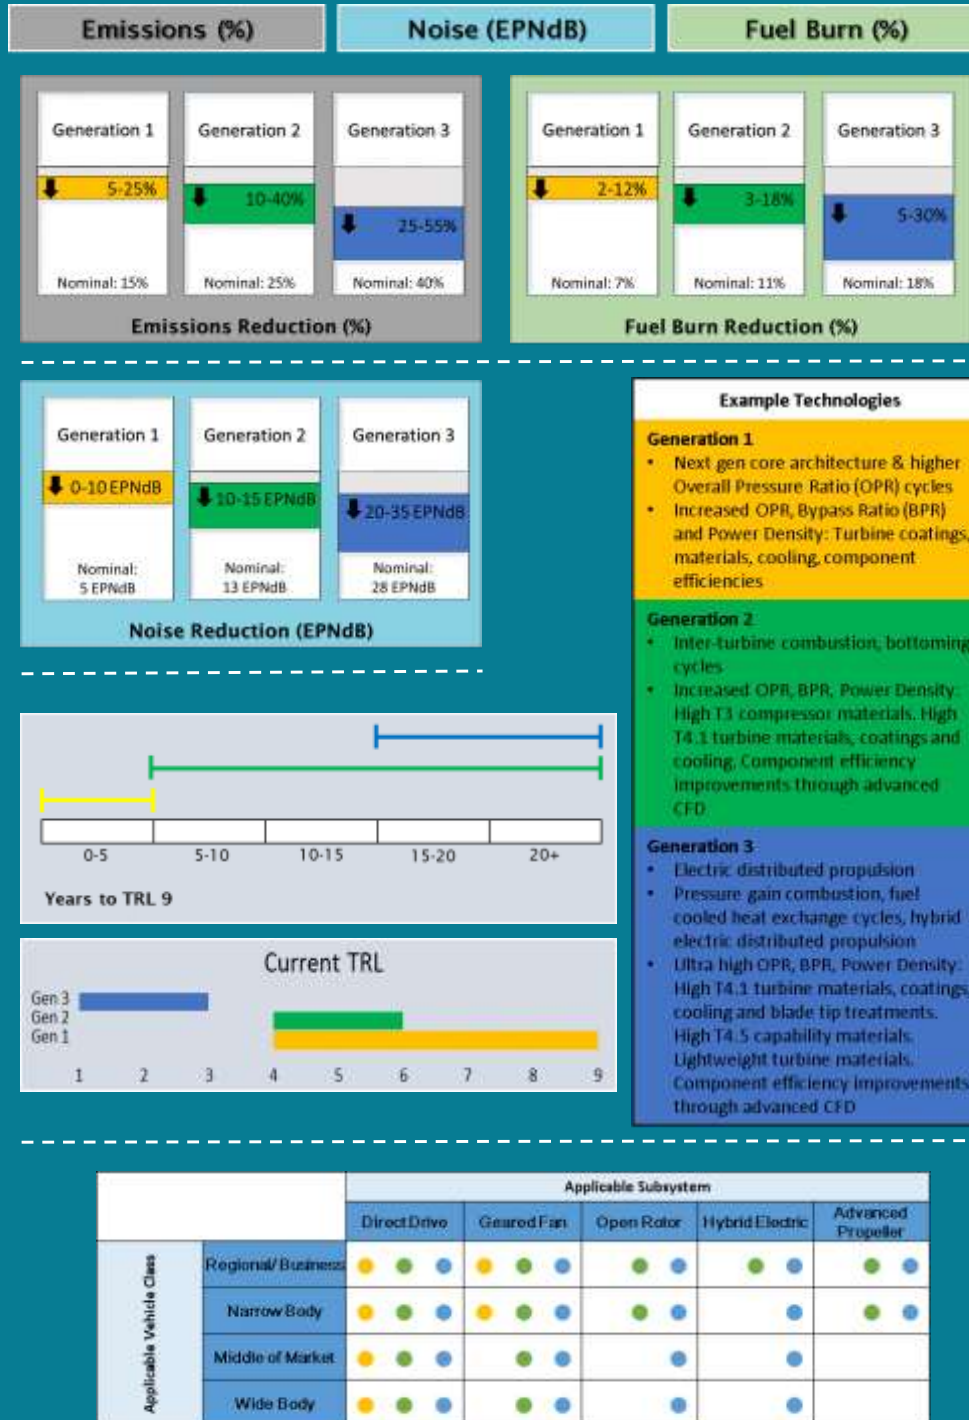 Emissions (%)
Noise (EPNdB)
Fuel Burn (%)
Generation 1
Generation 2
Generation 3
5-25%
10-40%
25-55%
Nominal: 15%
Nominal: 25%
Nominal: 40%
Emissions Reduction (%)
Generation 1
Generation 2
Generation 3
2-12%
3-18%
5-30%
Nominal: 7%
Nominal: 11%
Nominal: 18%
Fuel Burn Reduction (%)
Generation 1
Generation 2
Generation 3
0-10 EPNdB
10-15 EPNdB
20-35 EPNdB
Nominal:
5 EPNdB
Nominal:
13 EPNdB
Nominal:
28 EPNdB
Noise Reduction (EPNdB)
Example Technologies
Generation 1
• Next gen core architecture & higher
Overall Pressure Ratio (OPR) cycles
• Increased OPR, Bypass Ratio (BPR)
and Power Density: Turbine coatings,
materials, cooling, component
efficiencies
Generation 2
• Inter-turbine combustion, bottoming
cycles
• Increased OPR, BPR, Power Density:
High T3 compressor materials. High
T4.1 turbine materials, coatings and
cooling. Component efficiency
improvements through advanced
CFD
Generation 3
• Electric distributed propulsion
• Pressure gain combustion, fuel
cooled heat exchange cycles, hybrid
electric distributed propulsion
• Ultra high OPR, BPR, Power Density:
High T4.1 turbine materials, coatings,
cooling and blade tip treatments.
High T4.5 capability materials.
Lightweight turbine materials.
Component efficiency improvements
through advanced CFD
0-5
5-10
10-15
15-20
20+
Years to TRL 9
Current TRL
Gen 3
Gen 2
Gen 1
1 2 3 4 5 6 7 8 9
Applicable Subsystem
Direct Drive
Geared Fan
Open Rotor
Hybrid Electric
Advanced
Propeller
Applicable Vehicle Class
Regional/ Business
Narrow Body
Middle of Market
Wide Body